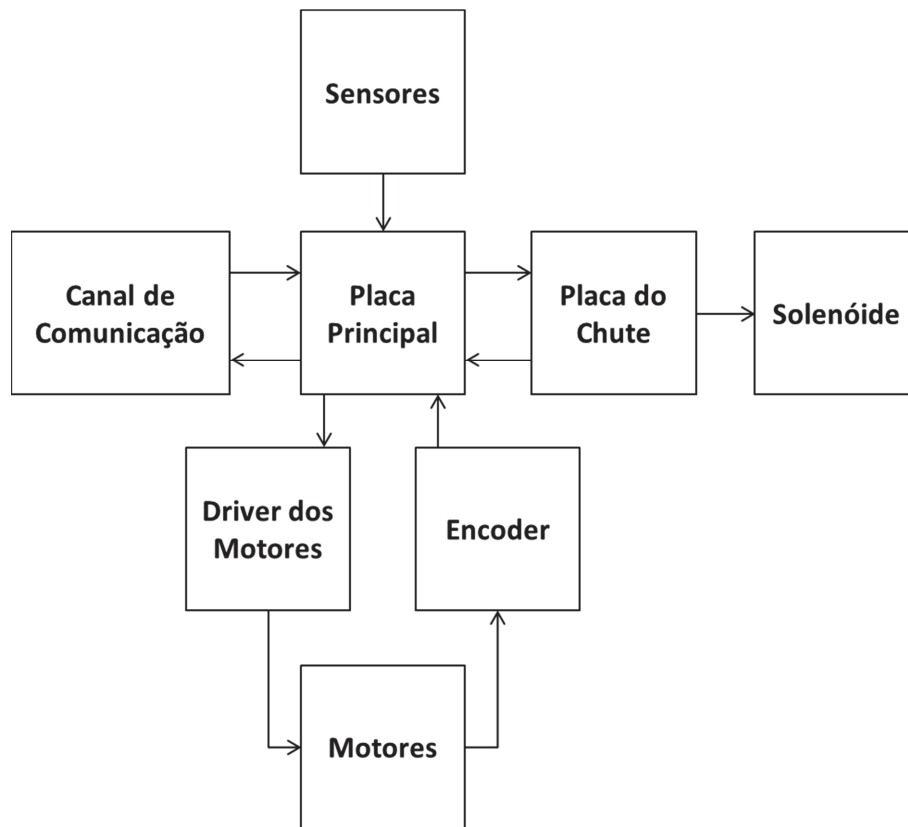 Sensores
Canal de
Comunicação
Placa
Principal
Placa do
Chute
Solenóide
Driver dos
Motores
Encoder
Motores